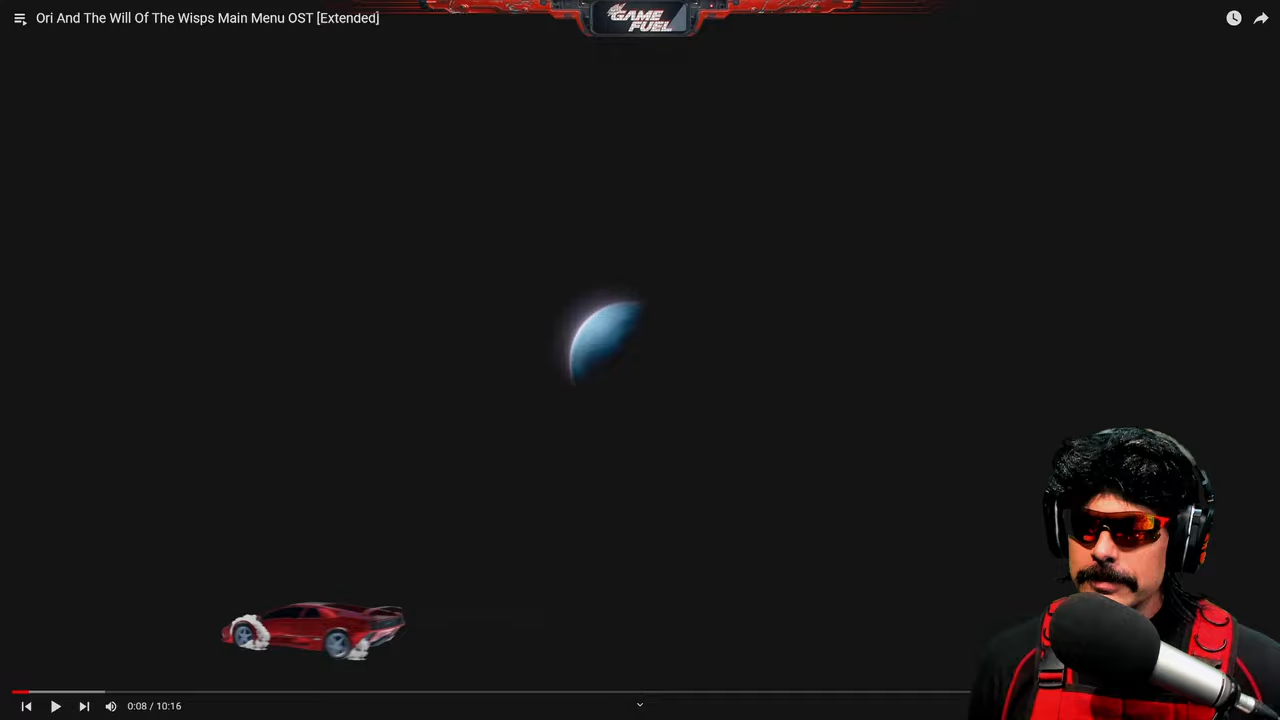 Ori And The Will Of The Wisps Main Menu OST [Extended]
GAME
FUEL
0:08 / 10:16